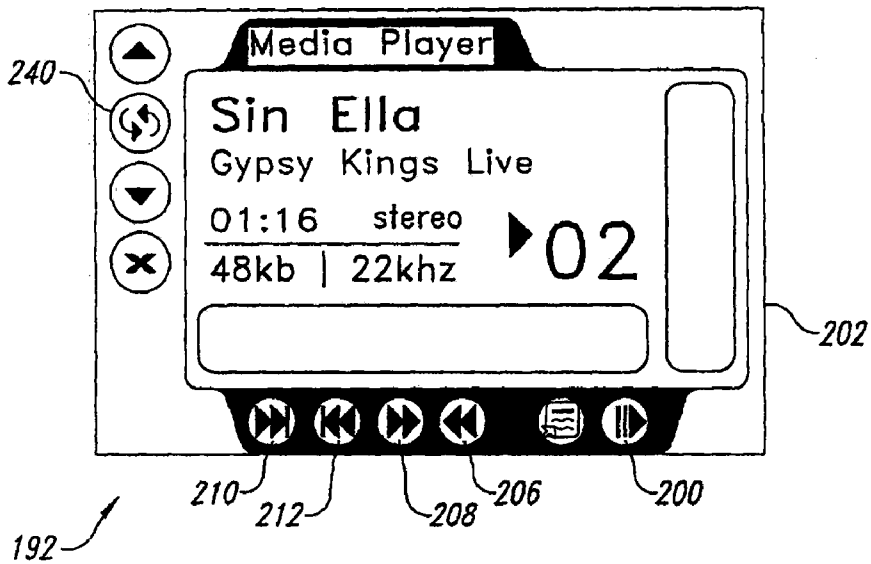 Media Player
240
Sin Ella
Gypsy Kings Live
01:16 stereo
02
48kb | 22khz
202
210
212
208
206
200
192